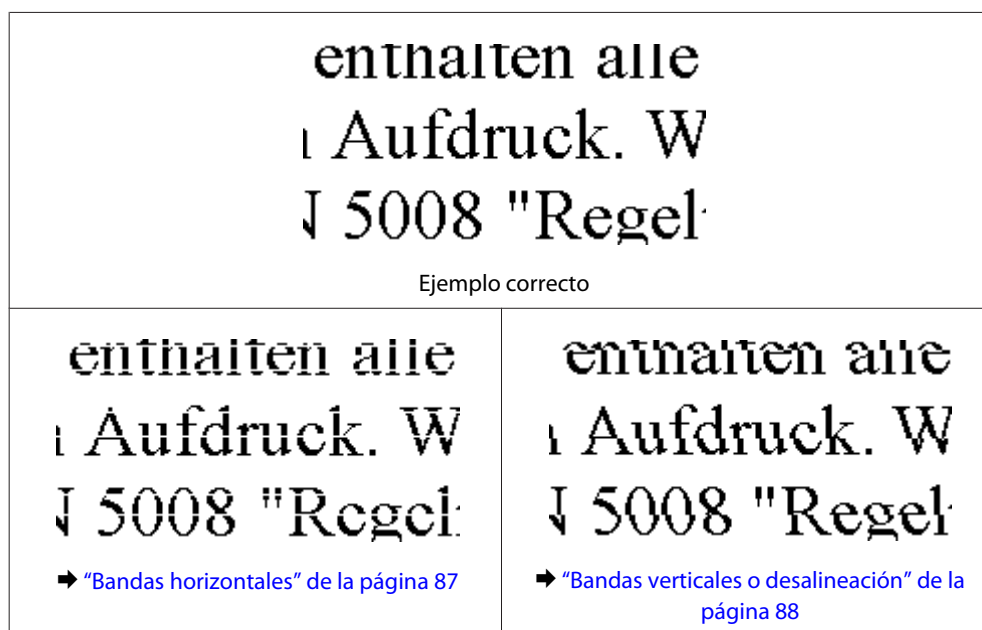 enthalten alle
Aufdruck. W
N 5008 "Regel
Ejemplo correcto
enthalten alle
Aufdruck. W
N 5008 "Regel
➡ “Bandas horizontales” de la página 87
enthalten alle
Aufdruck. W
N 5008 "Regel
➡ “Bandas verticales o desalineación” de la
página 88